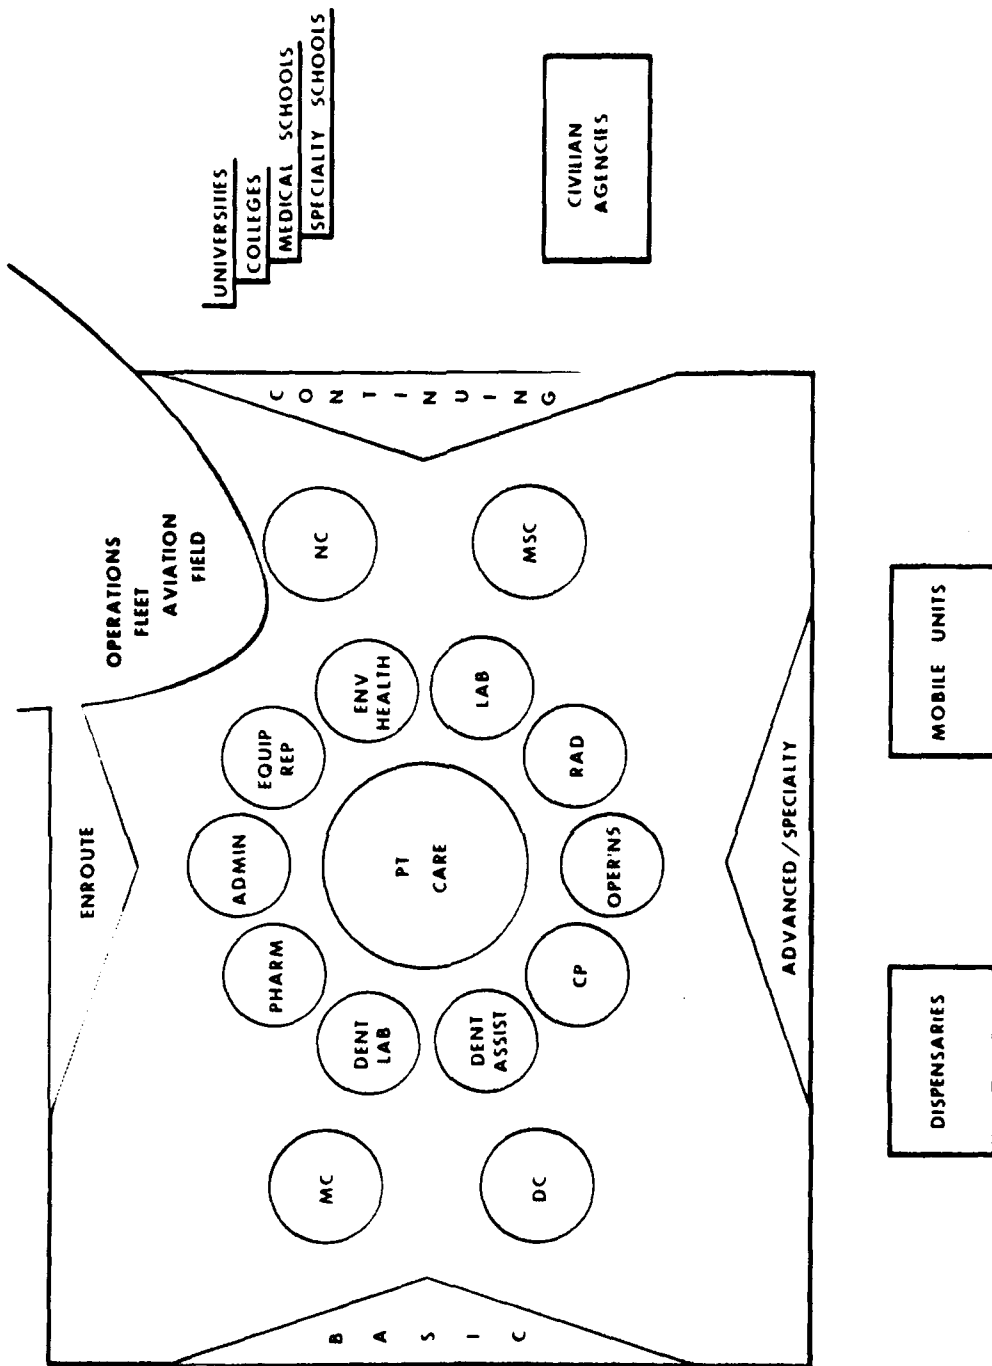 ENROUTE
OPERATIONS
FLEET
AVIATION
FIELD
UNIVERSITIES
COLLEGES
MEDICAL SCHOOLS
SPECIALTY SCHOOLS
BASIC
CONTINUING
MC
NC
DC
MSC
ADMIN
PHARM
EQUIP
REP
DENT
LAB
ENV
HEALTH
PT
CARE
DENT
ASSIST
LAB
CP
RAD
OPER'NS
CIVILIAN
AGENCIES
ADVANCED/SPECIALTY
DISPENSARIES
MOBILE UNITS